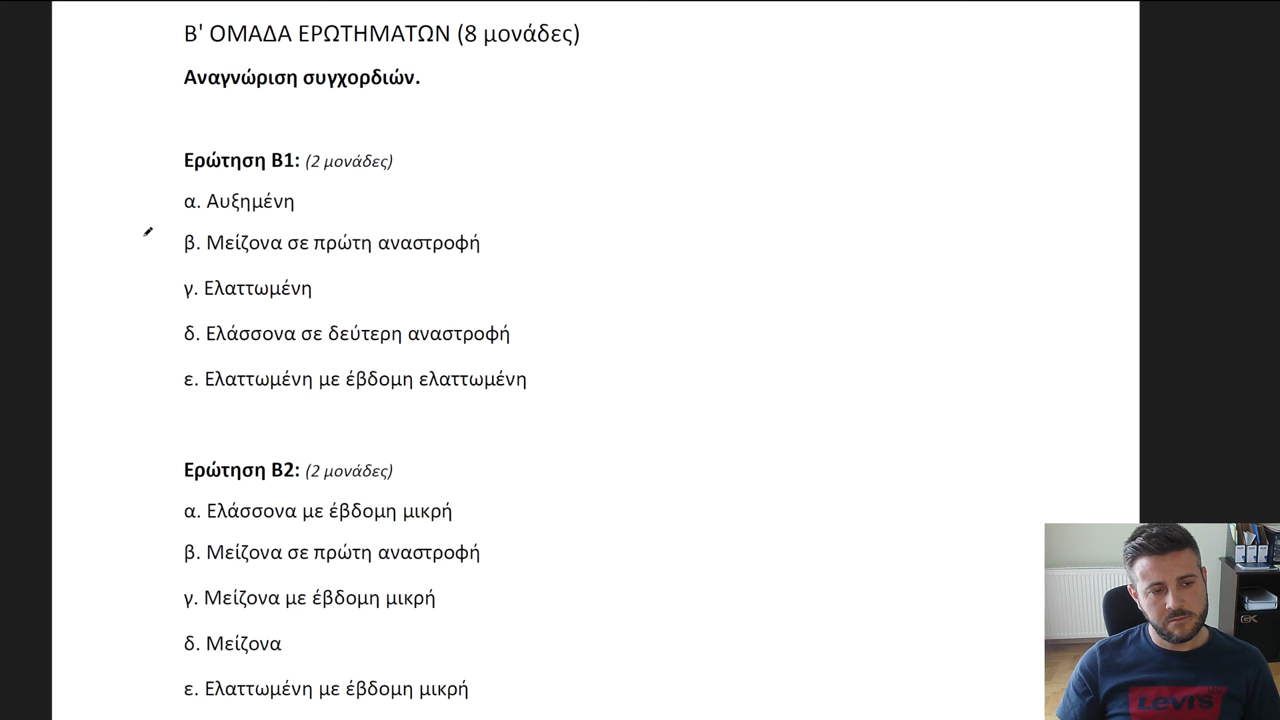 Β' ΟΜΑΔΑ ΕΡΩΤΗΜΑΤΩΝ (8 μονάδες)
Αναγνώριση συγχορδιών.
Ερώτηση Β1: (2 μονάδες)
α. Αυξημένη
β. Μείζονα σε πρώτη αναστροφή
γ. Ελαττωμένη
δ. Ελάσσονα σε δεύτερη αναστροφή
ε. Ελαττωμένη με έβδομη ελαττωμένη
Ερώτηση Β2: (2 μονάδες)
α. Ελάσσονα με έβδομη μικρή
β. Μείζονα σε πρώτη αναστροφή
γ. Μείζονα με έβδομη μικρή
δ. Μείζονα
ε. Ελαττωμένη με έβδομη μικρή
LEVI'S